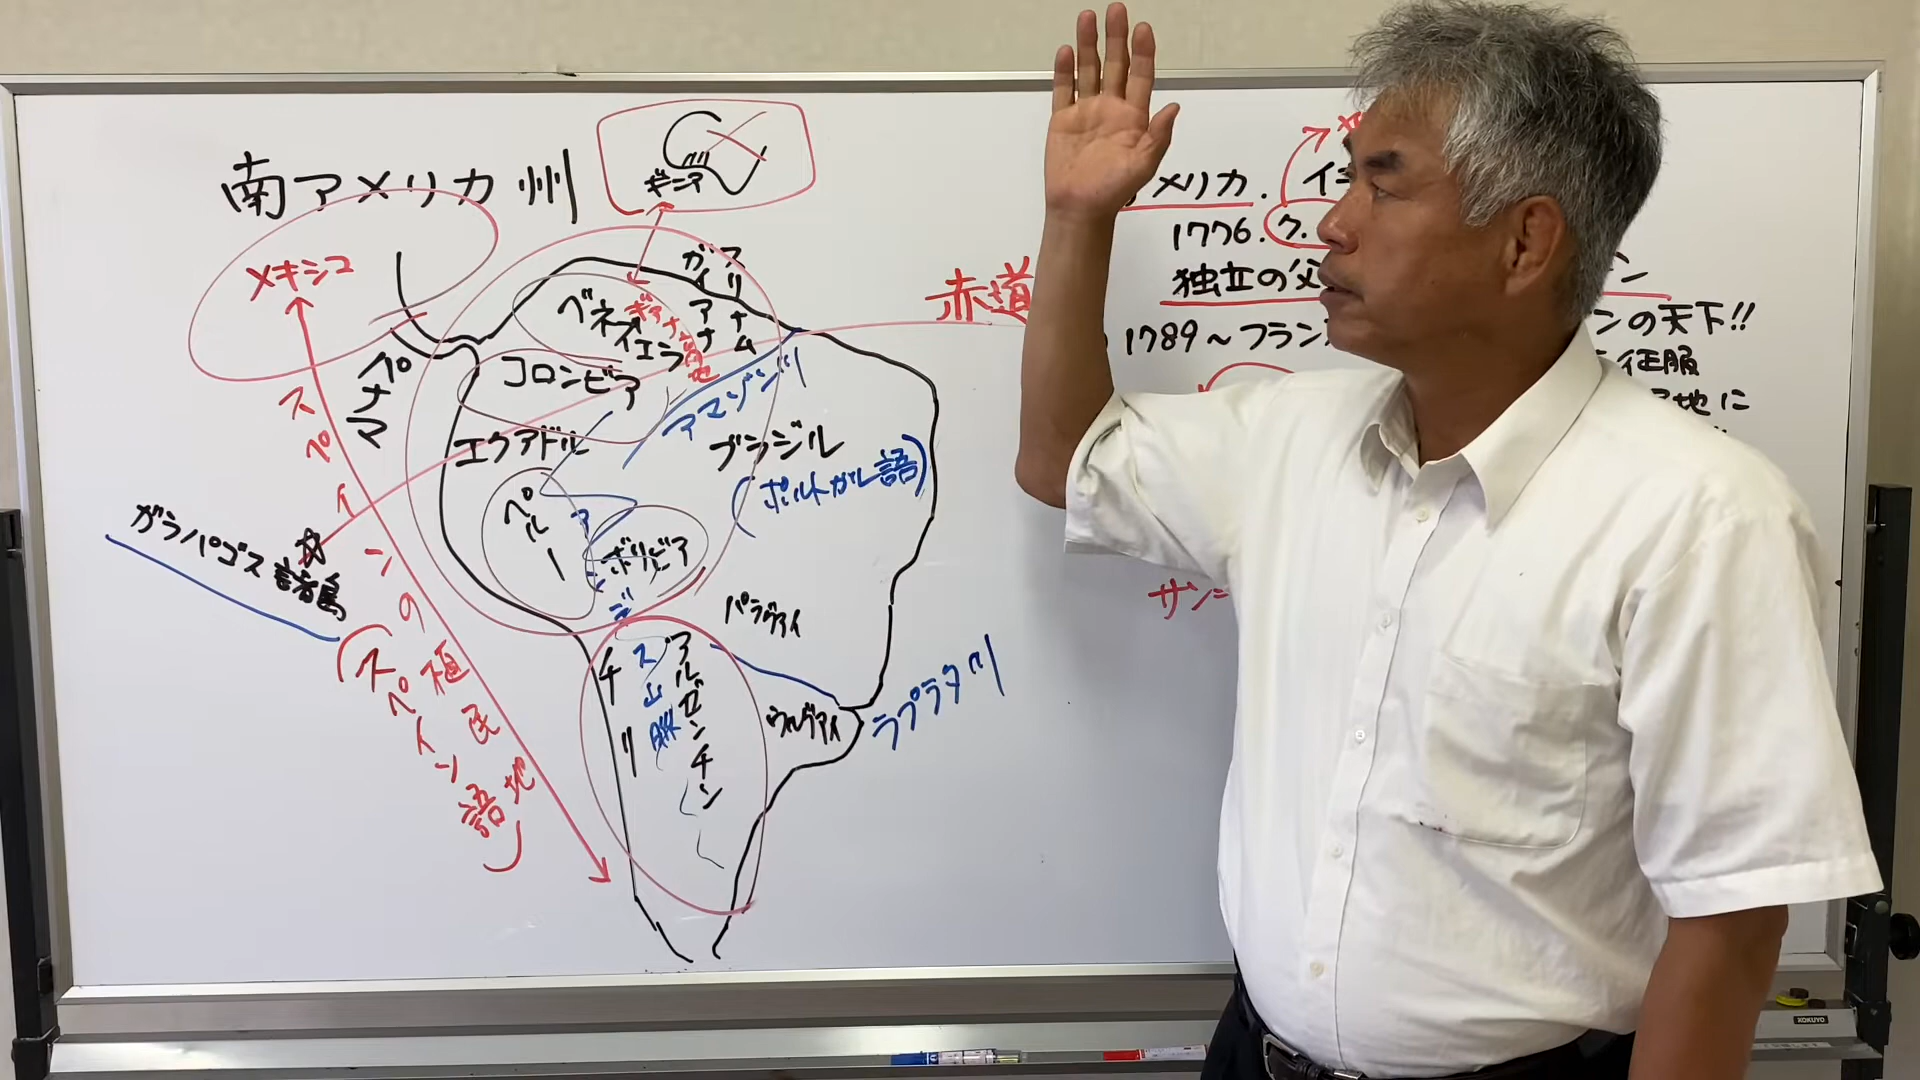 南アメリカ州
ギニア
メキシコ
パナマ
ベネズエラ
ギアナ高地
ガイアナ
スリナム
コロンビア
赤道
アマゾン川
エクアドル
ブラジル
(ポルトガル語)
ペルー
ボリビア
ガラパゴス諸島
スペインの植民地
(スペイン語)
パラグアイ
チリ
アンデス山脈
アルゼンチン
ウルグアイ
ラプラタ川
メリカ.
1776.
独立の父
ン
1789~フラン
ンの天下!!
征服
地に
サン
KOKUYO